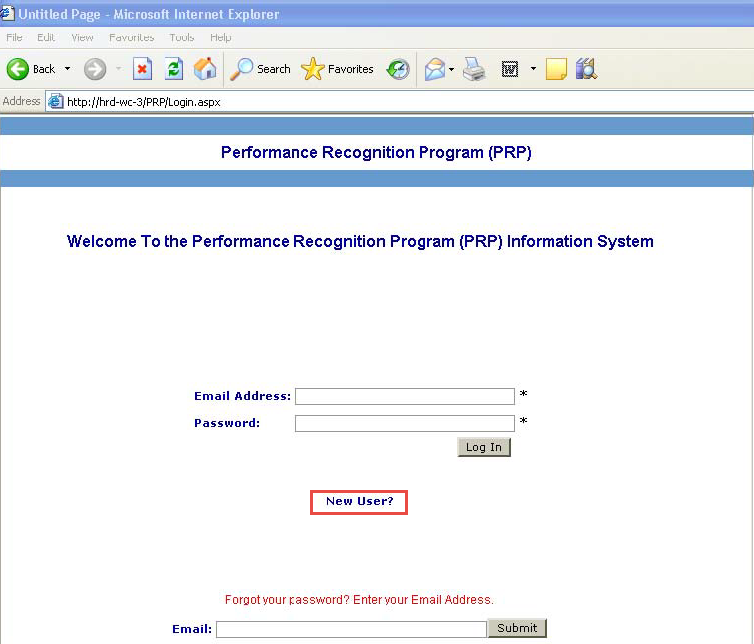 Untitled Page - Microsoft Internet Explorer
File Edit View Favorites Tools Help
Back Search Favorites W
Address http://hrd-wc-3/PRP/Login.aspx
Performance Recognition Program (PRP)
Welcome To the Performance Recognition Program (PRP) Information System
Email Address: *
Password: *
Log In
New User?
Forgot your password? Enter your Email Address.
Email: Submit